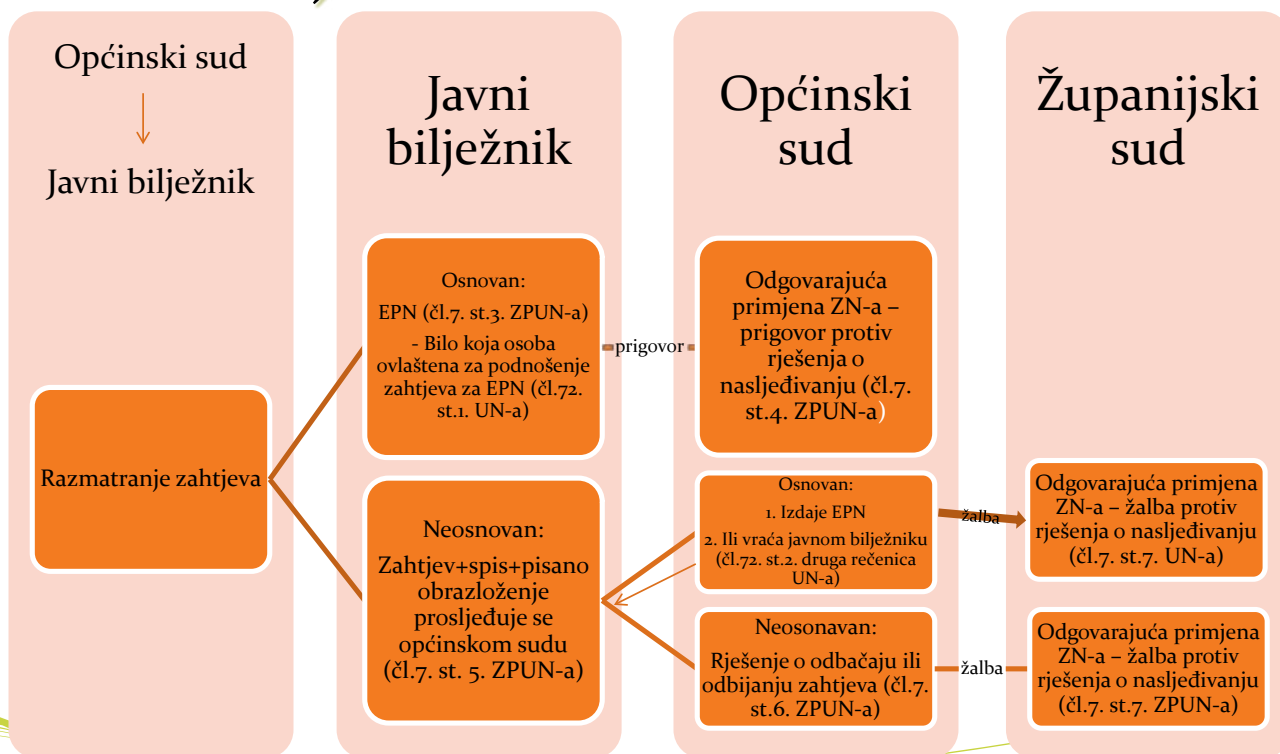 Općinski sud
Javni bilježnik
Razmatranje zahtjeva
Javni
bilježnik
Osnovan:
EPN (čl.7. st.3. ZPUN-a)
- Bilo koja osoba
ovlaštena za podnošenje
zahtjeva za EPN (čl.72.
st.1. UN-a)
Neosnovan:
Zahtjev+spis+pisano
obrazloženje
prosljeđuje se
općinskom sudu
(čl.7. st. 5. ZPUN-a)
prigovor
Općinski
sud
Odgovarajuća
primjena ZN-a –
prigovor protiv
rješenja o
nasljeđivanju (čl.7.
st.4. ZPUN-a)
Osnovan:
1. Izdaje EPN
2. Ili vraća javnom bilježniku
(čl.72. st.2. druga rečenica
UN-a)
Neosonavan:
Rješenje o odbačaju ili
odbijanju zahtjeva (čl.7.
st.6. ZPUN-a)
žalba
žalba
Županijski
sud
Odgovarajuća primjena
ZN-a – žalba protiv
rješenja o nasljeđivanju
(čl.7. st.7. UN-a)
Odgovarajuća primjena
ZN-a – žalba protiv
rješenja o nasljeđivanju
(čl.7. st.7. ZPUN-a)